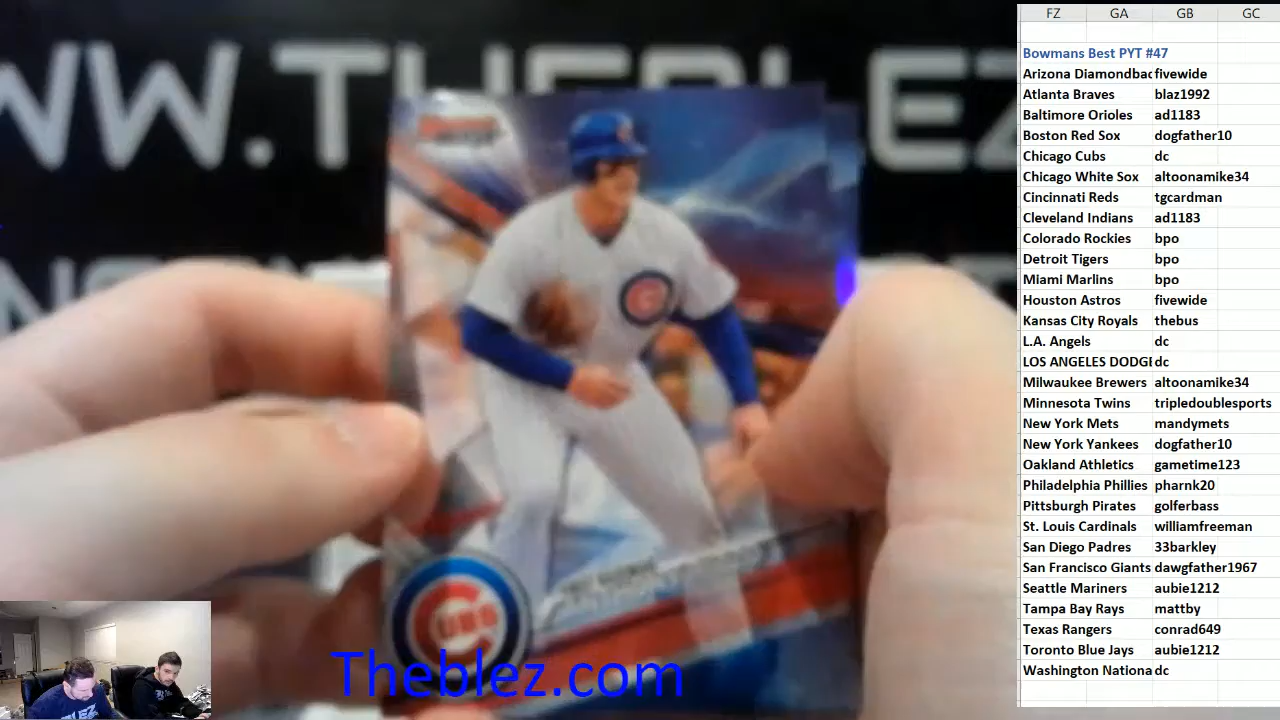 WW.THEBLEZ
FZ GA GB GC
Bowmans Best PYT #47
Arizona Diamondbac fivewide
Atlanta Braves blaz1992
Baltimore Orioles ad1183
Boston Red Sox dogfather10
Chicago Cubs dc
Chicago White Sox altoonamike34
Cincinnati Reds tgcardman
Cleveland Indians ad1183
Colorado Rockies bpo
Detroit Tigers bpo
Miami Marlins bpo
Houston Astros fivewide
Kansas City Royals thebus
L.A. Angels dc
LOS ANGELES DODGE dc
Milwaukee Brewers altoonamike34
Minnesota Twins tripledoublesports
New York Mets mandymets
New York Yankees dogfather10
Oakland Athletics gametime123
Philadelphia Phillies pharnk20
Pittsburgh Pirates golferbass
St. Louis Cardinals williamfreeman
San Diego Padres 33barkley
San Francisco Giants dawgfather1967
Seattle Mariners aubie1212
Tampa Bay Rays mattby
Texas Rangers conrad649
Toronto Blue Jays aubie1212
Washington Nationa dc
Theblez.com